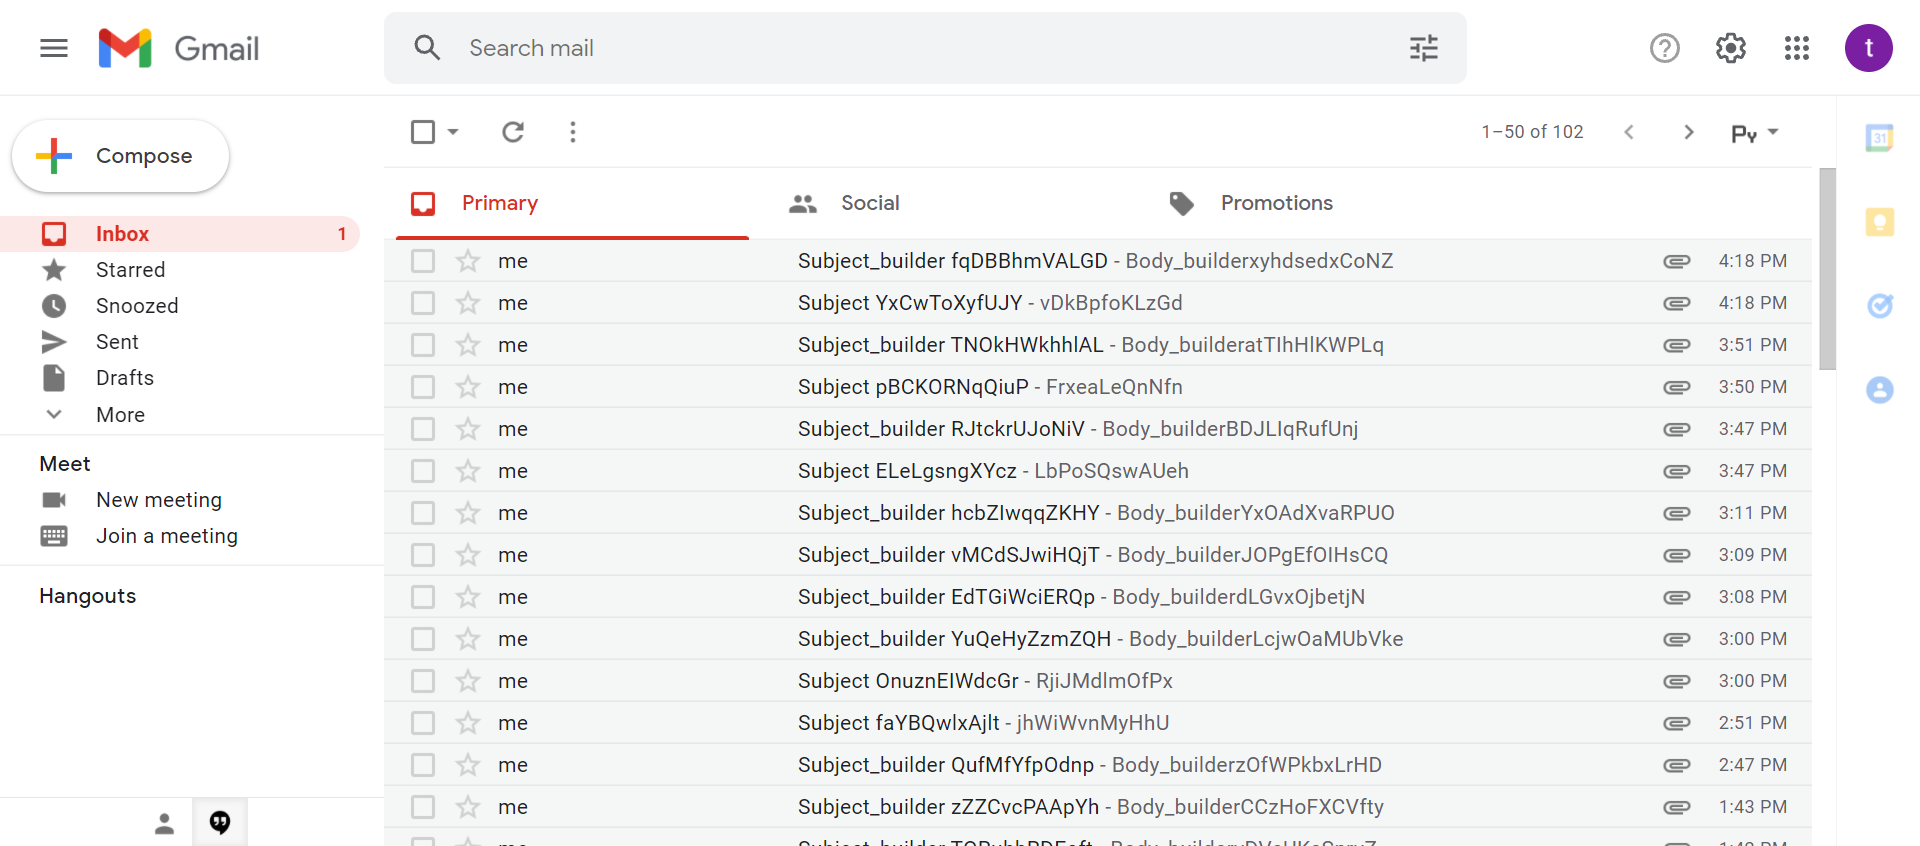 Gmail
Search mail
t
Compose
1–50 of 102
31
Primary
Social
Promotions
Inbox 1
Starred
Snoozed
Sent
Drafts
More
Meet
New meeting
Join a meeting
Hangouts
me Subject_builder fqDBBhmVALGD - Body_builderxyhdsedxCoNZ 4:18 PM
me Subject YxCwToXyfUJY - vDkBpfoKLzGd 4:18 PM
me Subject_builder TNOkHWkhhlAL - Body_builderatTlhHlKWPLq 3:51 PM
me Subject pBCKORNqQiuP - FrxeaLeQnNfn 3:50 PM
me Subject_builder RJtckrUJoNiV - Body_builderBDJLIqRufUnj 3:47 PM
me Subject ELeLgsngXYcz - LbPoSQswAUeh 3:47 PM
me Subject_builder hcbZIwqqZKHY - Body_builderYxOAdXvaRPUO 3:11 PM
me Subject_builder vMCdSJwiHQjT - Body_builderJOPgEfOIHsCQ 3:09 PM
me Subject_builder EdTGiWciERQp - Body_builderdLGvxOjbetjN 3:08 PM
me Subject_builder YuQeHyZzmZQH - Body_builderLcjwOaMUbVke 3:00 PM
me Subject OnuznEIWdcGr - RjiJMdlmOfPx 3:00 PM
me Subject faYBQwlxAjlt - jhWiWvnMyHhU 2:51 PM
me Subject_builder QufMfYfpOdnp - Body_builderzOfWPkbxLrHD 2:47 PM
me Subject_builder zZZCvcPAApYh - Body_builderCCzHoFXCVfty 1:43 PM